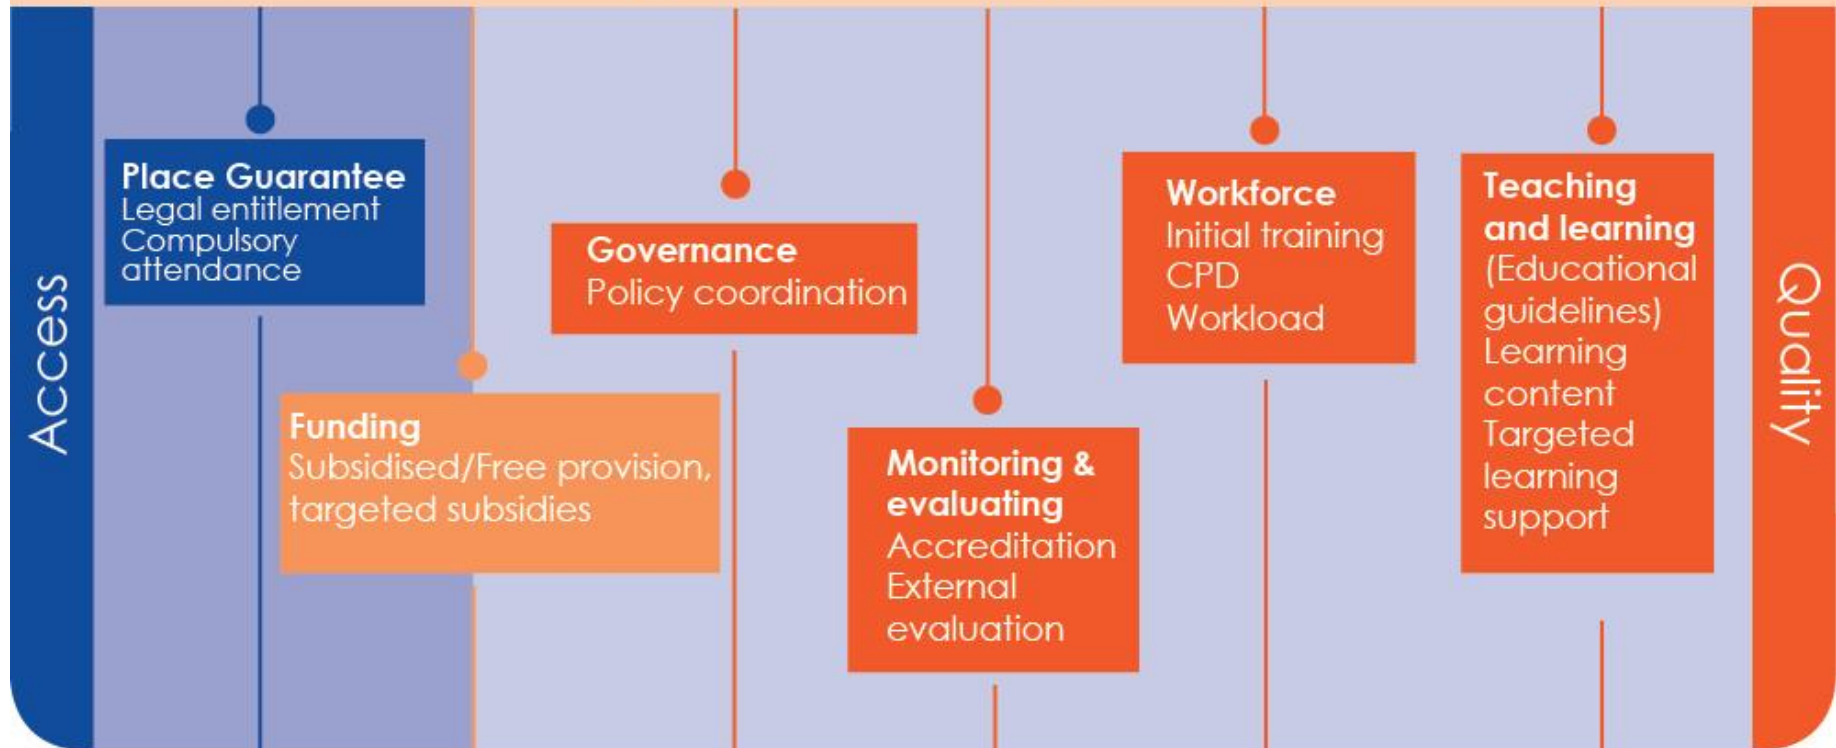 Access
Place Guarantee
Legal entitlement
Compulsory
attendance
Funding
Subsidised/Free provision,
targeted subsidies
Governance
Policy coordination
Monitoring &
evaluating
Accreditation
External
evaluation
Workforce
Initial training
CPD
Workload
Teaching
and learning
(Educational
guidelines)
Learning
content
Targeted
learning
support
Quality